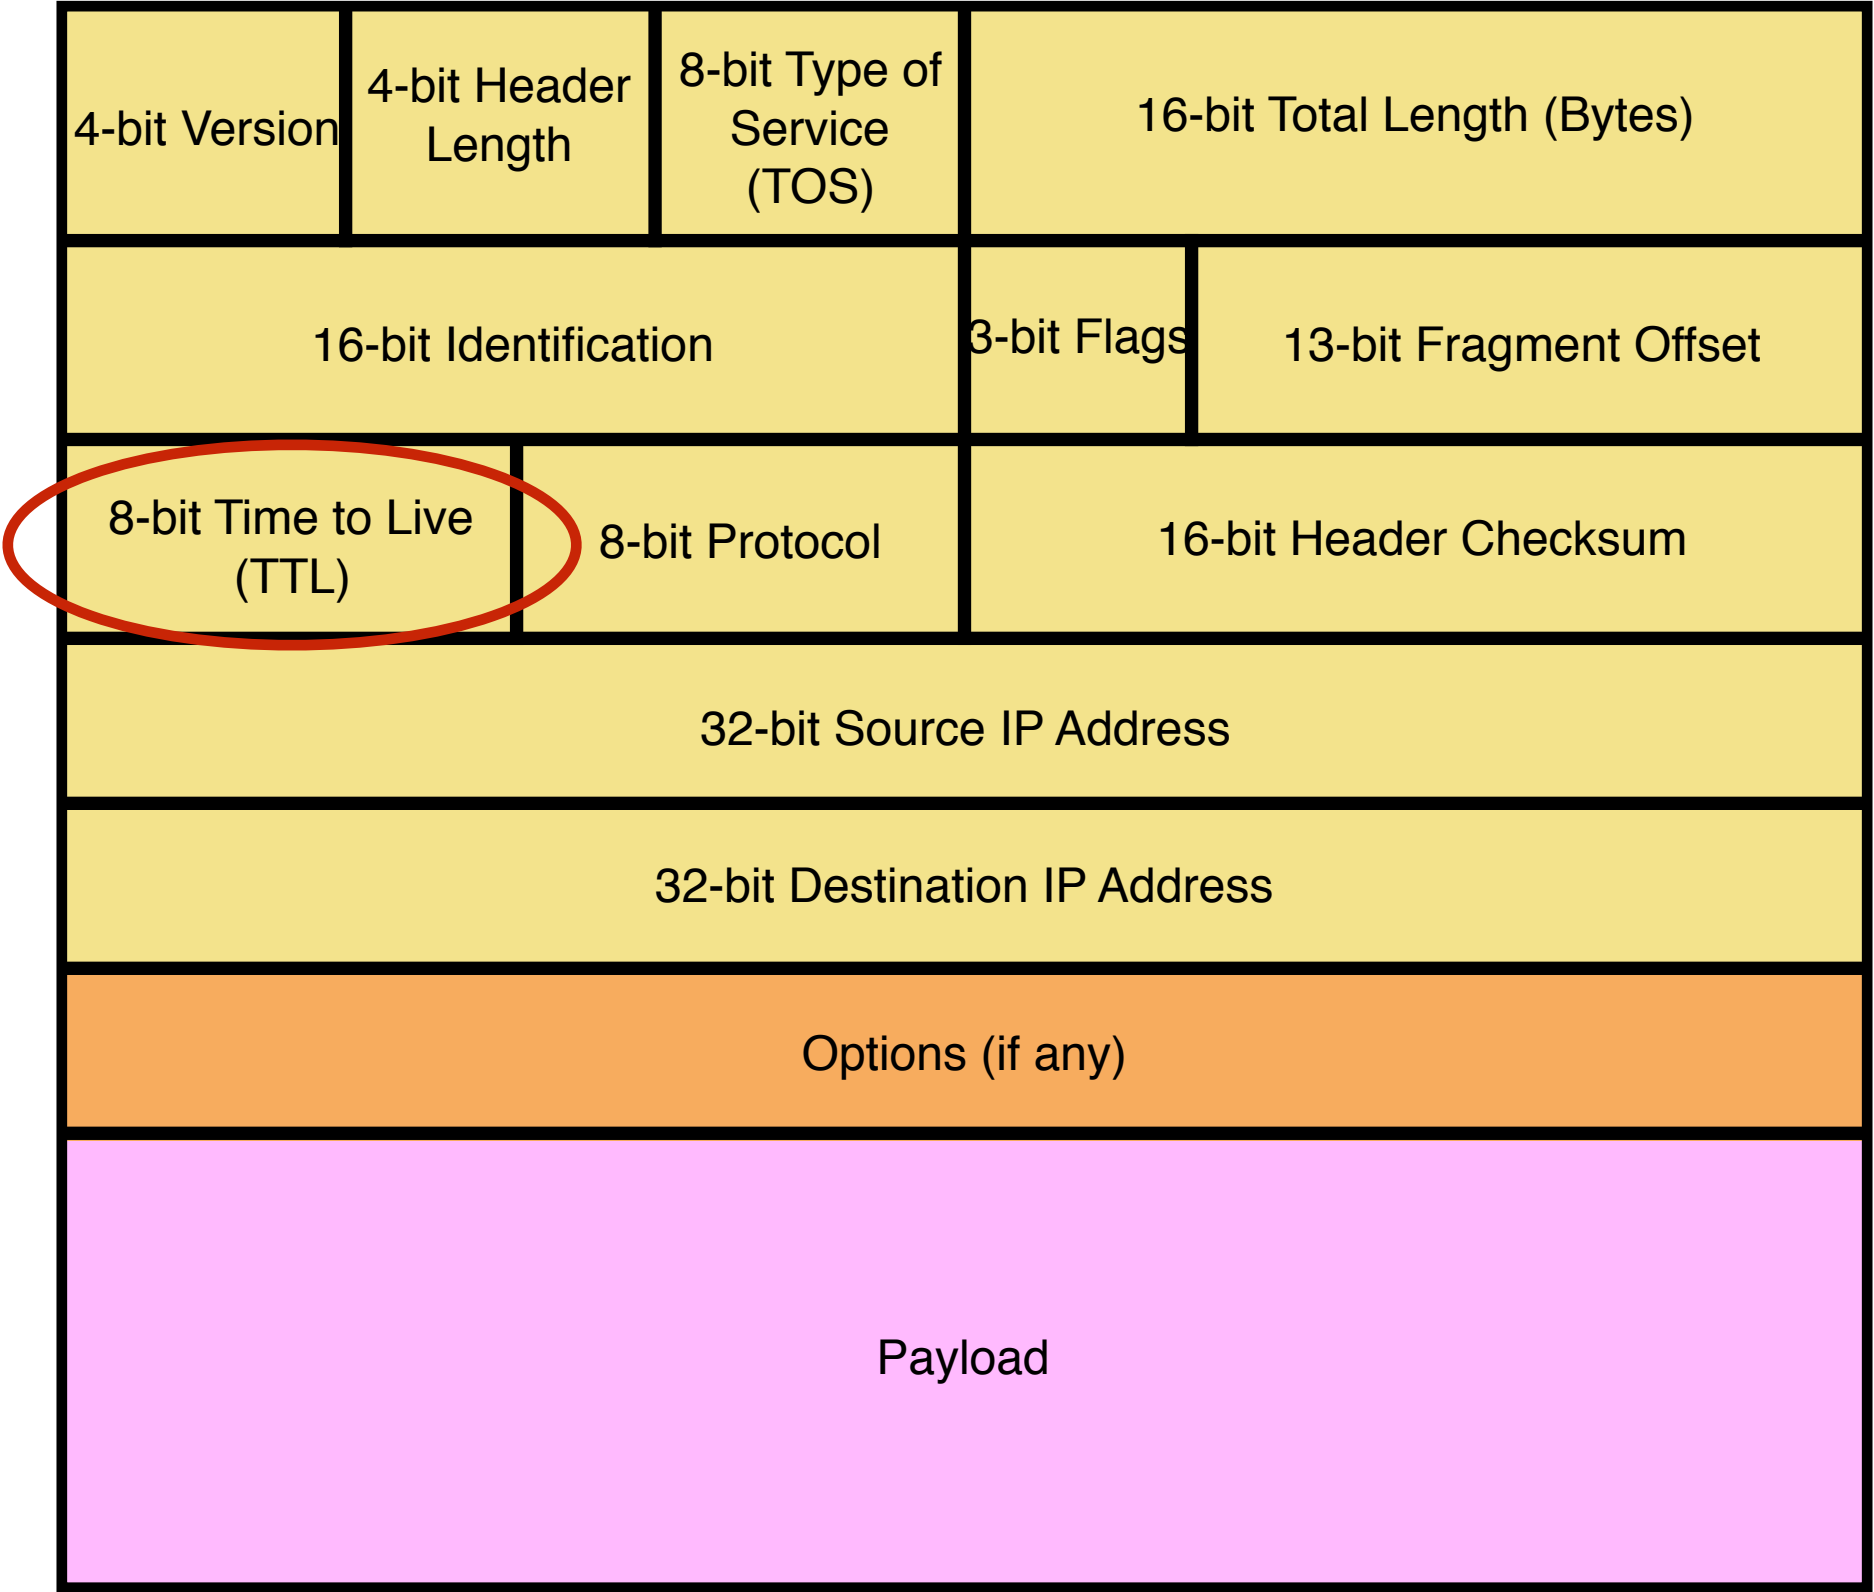 4-bit Version
4-bit Header
Length
8-bit Type of
Service
(TOS)
16-bit Total Length (Bytes)
16-bit Identification
3-bit Flags
13-bit Fragment Offset
8-bit Time to Live
(TTL)
8-bit Protocol
16-bit Header Checksum
32-bit Source IP Address
32-bit Destination IP Address
Options (if any)
Payload